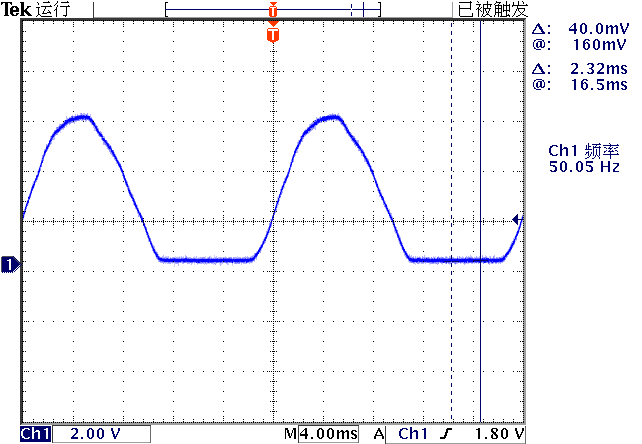 Tek 运行 已被触发
T
T
Δ: 40.0mV
@: 160mV
Δ: 2.32ms
@: 16.5ms
Ch1 频率
50.05 Hz
1
Ch1 2.00 V M 4.00ms A Ch1 1.80 V